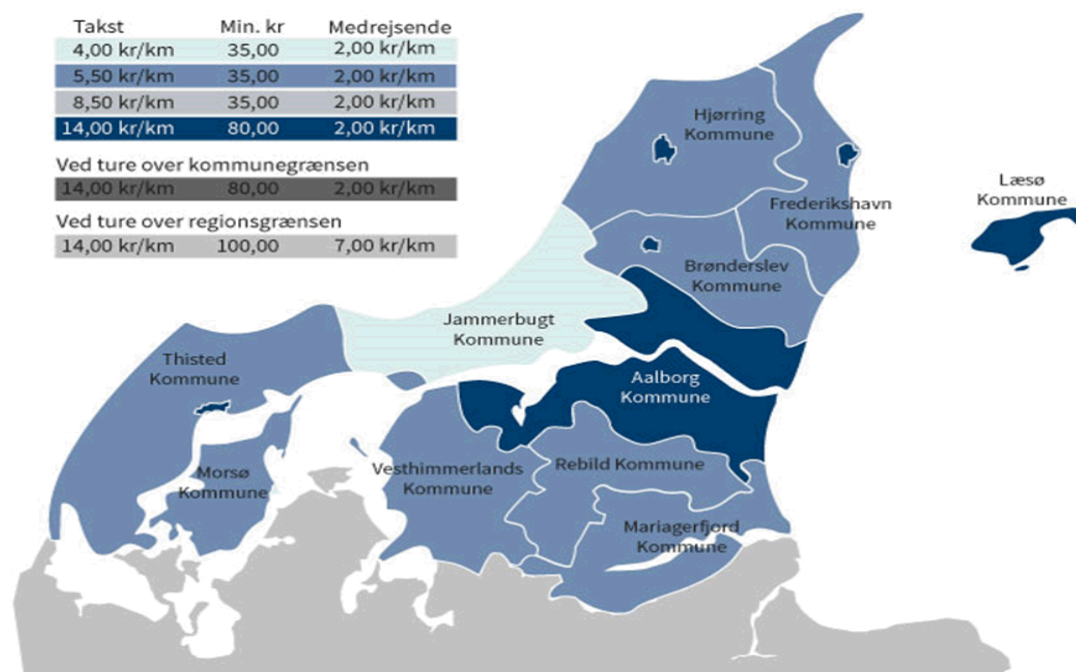 Takst Min. kr Medrejsende
4,00 kr/km 35,00 2,00 kr/km
5,50 kr/km 35,00 2,00 kr/km
8,50 kr/km 35,00 2,00 kr/km
14,00 kr/km 80,00 2,00 kr/km
Ved ture over kommunegrænsen
14,00 kr/km 80,00 2,00 kr/km
Ved ture over regionsgrænsen
14,00 kr/km 100,00 7,00 kr/km
Hjørring
Kommune
Læsø
Kommune
Frederikshavn
Kommune
Brønderslev
Kommune
Jammerbugt
Kommune
Thisted
Kommune
Aalborg
Kommune
Rebild Kommune
Vesthimmerlands
Kommune
Morsø
Kommune
Mariagerfjord
Kommune